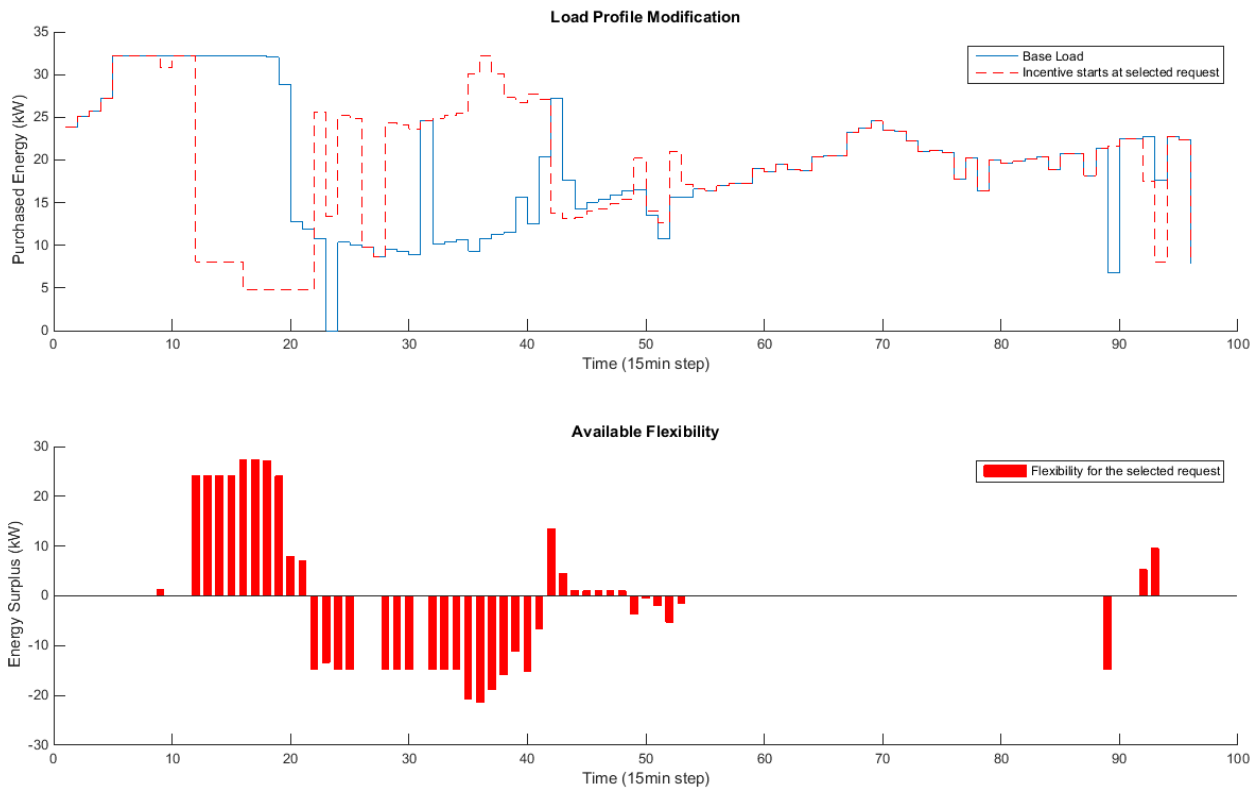 Load Profile Modification
35
30
25
20
15
10
5
0
Purchased Energy (kW)
Base Load
Incentive starts at selected request
0 10 20 30 40 50 60 70 80 90 100
Time (15min step)
Available Flexibility
30
20
10
0
-10
-20
-30
Energy Surplus (kW)
Flexibility for the selected request
0 10 20 30 40 50 60 70 80 90 100
Time (15min step)